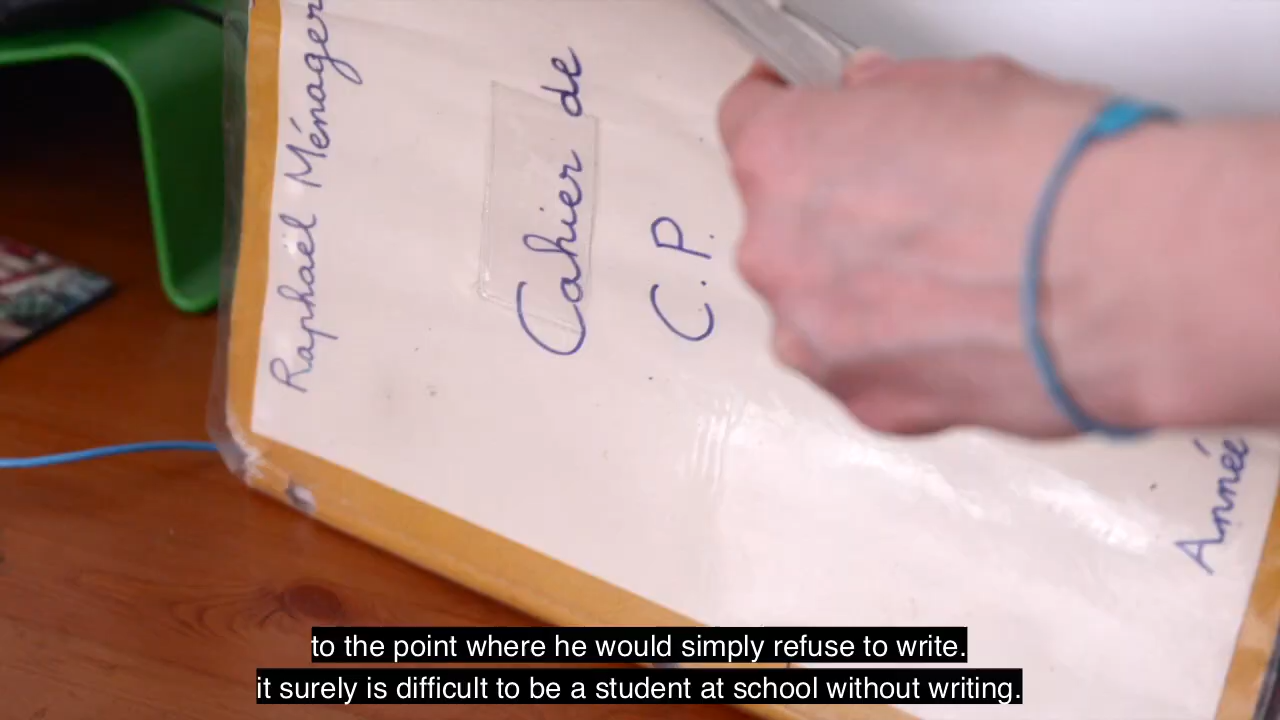 Raphaël Ménager
Cahier de
C.P.
Année
to the point where he would simply refuse to write.
it surely is difficult to be a student at school without writing.